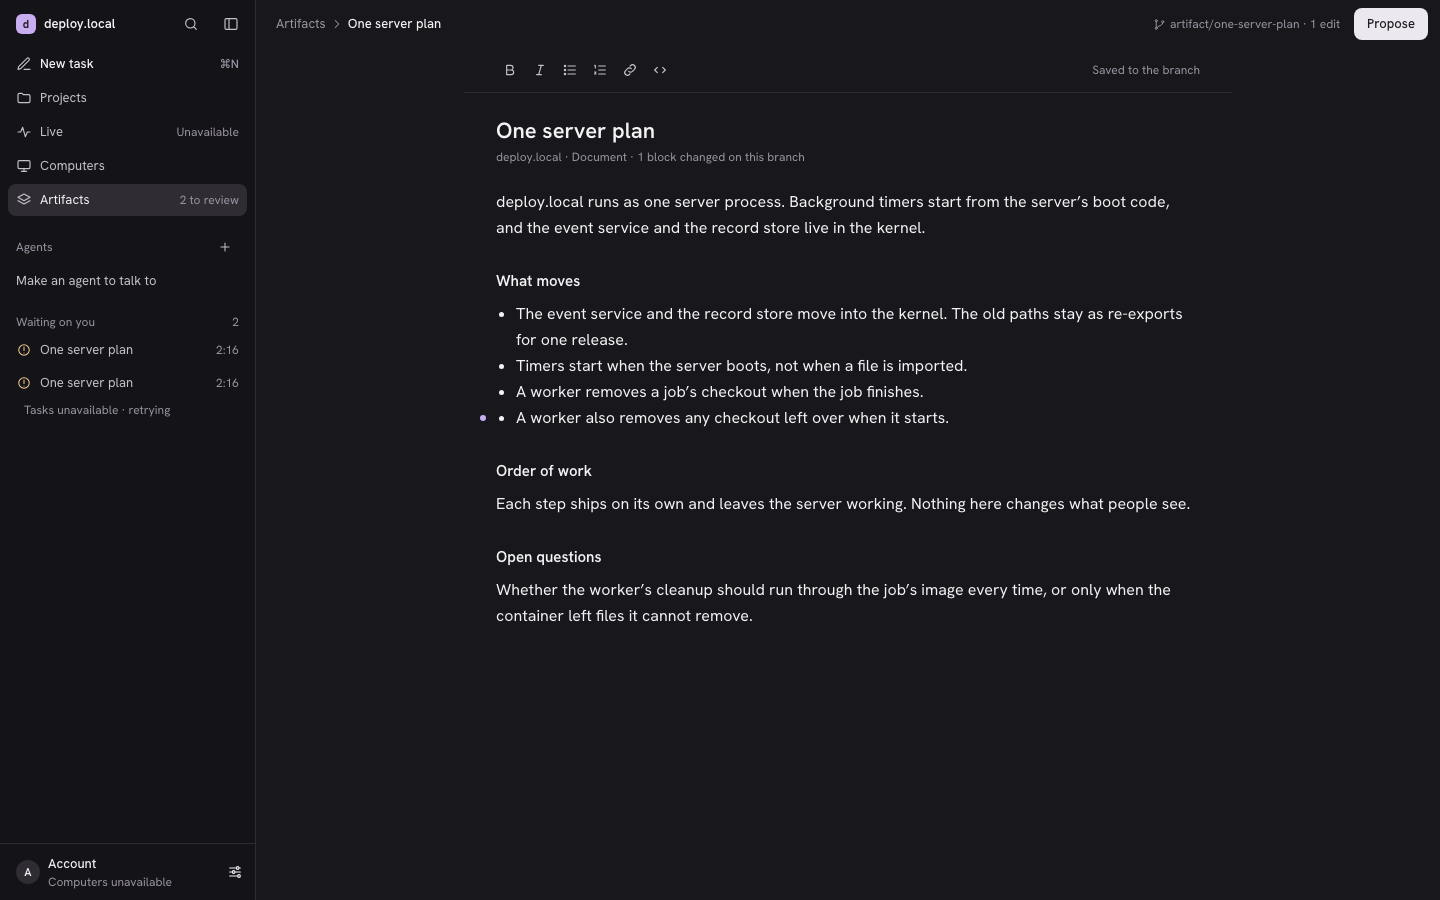 d deploy.local
New task ⌘N
Projects
Live Unavailable
Computers
Artifacts 2 to review
Agents
Make an agent to talk to
Waiting on you 2
One server plan 2:16
One server plan 2:16
Tasks unavailable · retrying
A Account
Computers unavailable
Artifacts One server plan
artifact/one-server-plan · 1 edit
Propose
Saved to the branch
One server plan
deploy.local · Document · 1 block changed on this branch
deploy.local runs as one server process. Background timers start from the server’s boot code,
and the event service and the record store live in the kernel.
What moves
• The event service and the record store move into the kernel. The old paths stay as re-exports
for one release.
• Timers start when the server boots, not when a file is imported.
• A worker removes a job’s checkout when the job finishes.
• A worker also removes any checkout left over when it starts.
Order of work
Each step ships on its own and leaves the server working. Nothing here changes what people see.
Open questions
Whether the worker’s cleanup should run through the job’s image every time, or only when the
container left files it cannot remove.